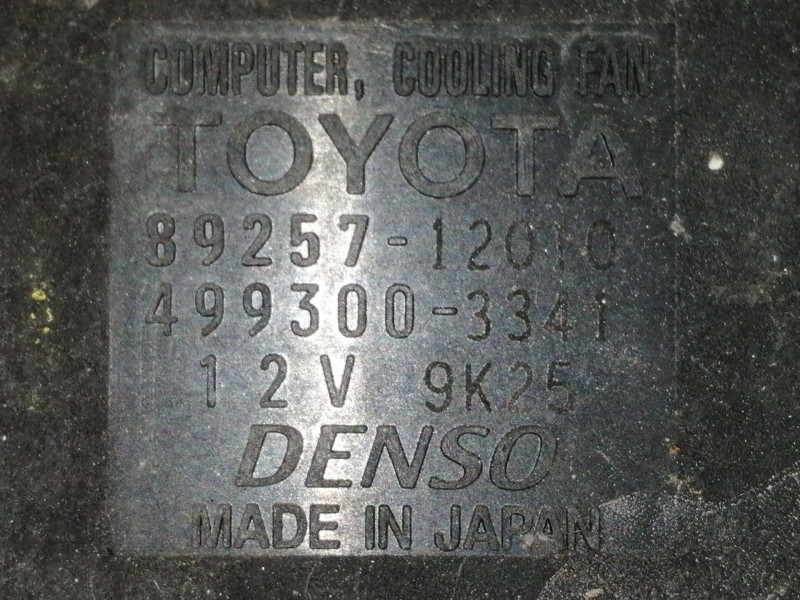 COMPUTER, COOLING FAN
TOYOTA
89257-12010
499300-3341
12V 9K25
DENSO
MADE IN JAPAN